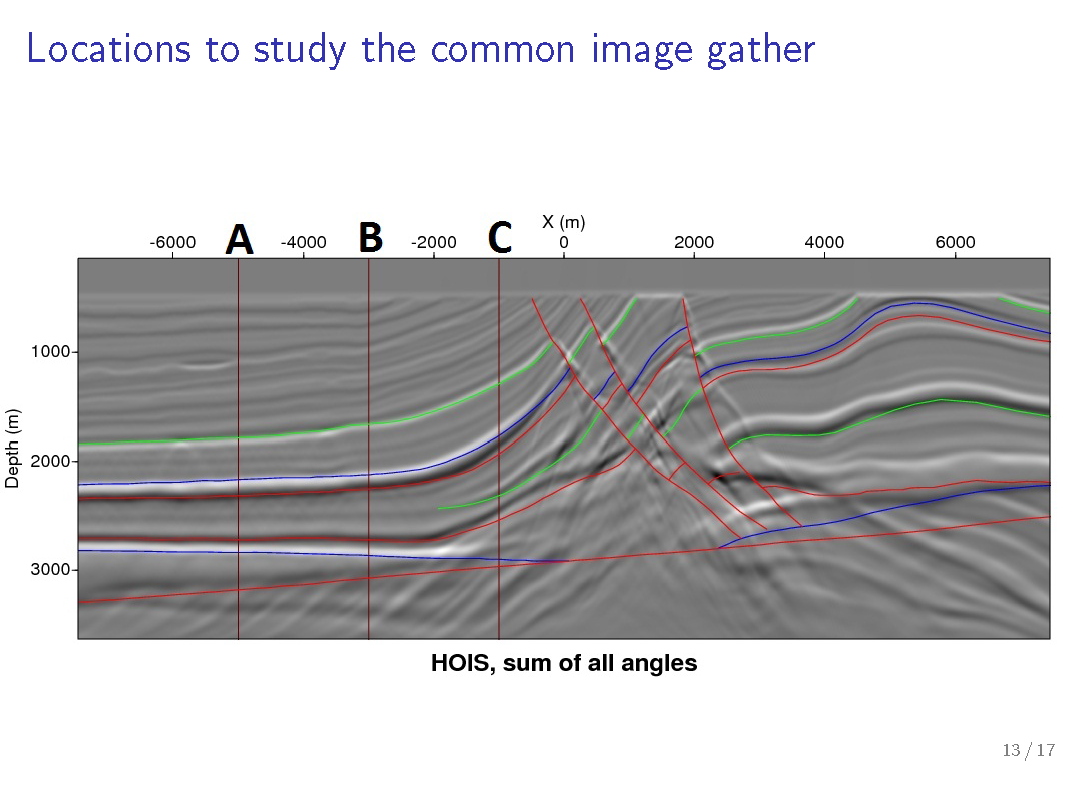 Locations to study the common image gather
X (m)
-6000 A -4000 B -2000 C 0 2000 4000 6000
1000
2000
3000
Depth (m)
HOIS, sum of all angles
13 / 17